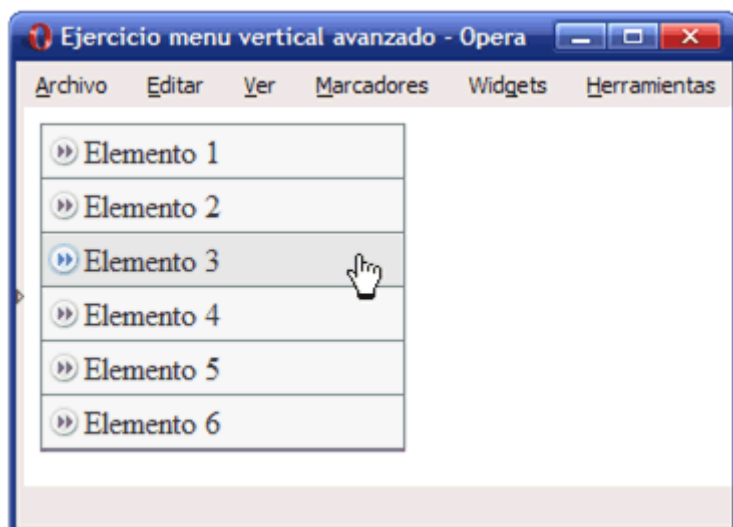 Ejercicio menu vertical avanzado - Opera
Archivo Editar Ver Marcadores Widgets Herramientas
Elemento 1
Elemento 2
Elemento 3
Elemento 4
Elemento 5
Elemento 6